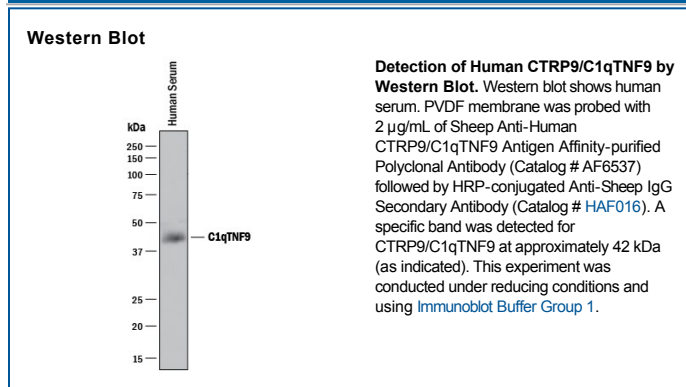 Western Blot
Human Serum
kDa
250
150
100
75
50
C1qTNF9
37
25
20
15
Detection of Human CTRP9/C1qTNF9 by
Western Blot. Western blot shows human
serum. PVDF membrane was probed with
2 µg/mL of Sheep Anti-Human
CTRP9/C1qTNF9 Antigen Affinity-purified
Polyclonal Antibody (Catalog # AF6537)
followed by HRP-conjugated Anti-Sheep IgG
Secondary Antibody (Catalog # HAF016). A
specific band was detected for
CTRP9/C1qTNF9 at approximately 42 kDa
(as indicated). This experiment was
conducted under reducing conditions and
using Immunoblot Buffer Group 1.